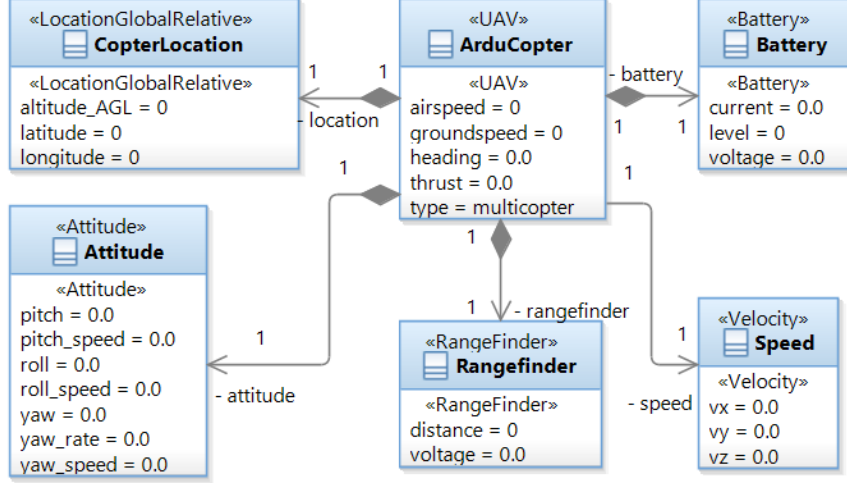 «LocationGlobalRelative»
CopterLocation
«LocationGlobalRelative»
altitude_AGL = 0
latitude = 0
longitude = 0
1
1
- location
«UAV»
ArduCopter
«UAV»
airspeed = 0
groundspeed = 0
heading = 0.0
thrust = 0.0
type = multicopter
- battery
1
1
«Battery»
Battery
«Battery»
current = 0.0
level = 0
voltage = 0.0
1
1
- attitude
«Attitude»
Attitude
«Attitude»
pitch = 0.0
pitch_speed = 0.0
roll = 0.0
roll_speed = 0.0
yaw = 0.0
yaw_rate = 0.0
yaw_speed = 0.0
1
1
- rangefinder
«RangeFinder»
Rangefinder
«RangeFinder»
distance = 0
voltage = 0.0
1
1
- speed
«Velocity»
Speed
«Velocity»
vx = 0.0
vy = 0.0
vz = 0.0